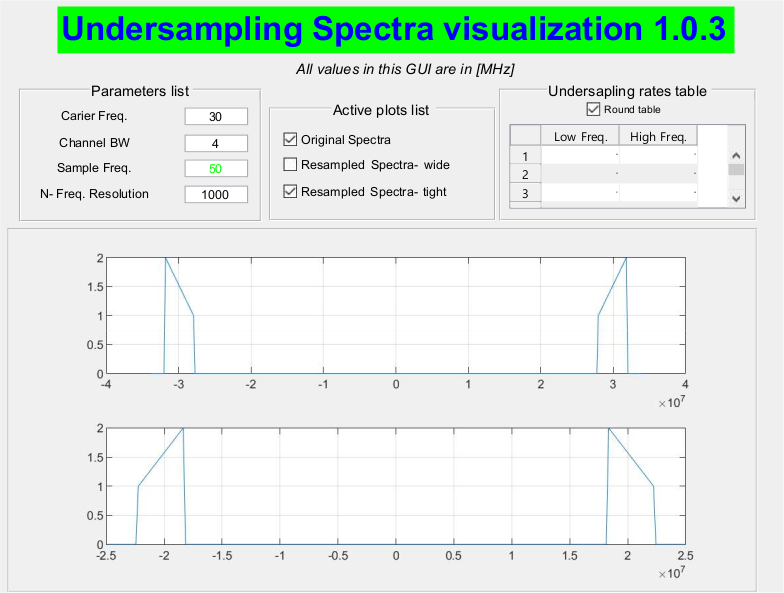 Undersampling Spectra visualization 1.0.3
All values in this GUI are in [MHz]
Parameters list
Carier Freq. 30
Channel BW 4
Sample Freq. 50
N- Freq. Resolution 1000
Active plots list
Original Spectra
Resampled Spectra- wide
Resampled Spectra- tight
Undersapling rates table
Round table
Low Freq. High Freq.
1
2
3
2
1.5
1
0.5
0
-4 -3 -2 -1 0 1 2 3 4
×10⁷
2
1.5
1
0.5
0
-2.5 -2 -1.5 -1 -0.5 0 0.5 1 1.5 2 2.5
×10⁷